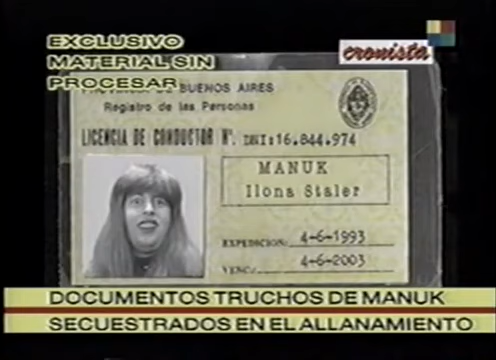 EXCLUSIVO
MATERIAL SIN
PROCESAR
cronista
BUENOS AIRES
Registro de las Personas
LICENCIA DE CONDUCTOR Nº. DNI:16.844.974
MANUK
Ilona Staler
EXPEDICION: 4-6-1993
VENC: 4-6-2003
DOCUMENTOS TRUCHOS DE MANUK
SECUESTRADOS EN EL ALLANAMIENTO